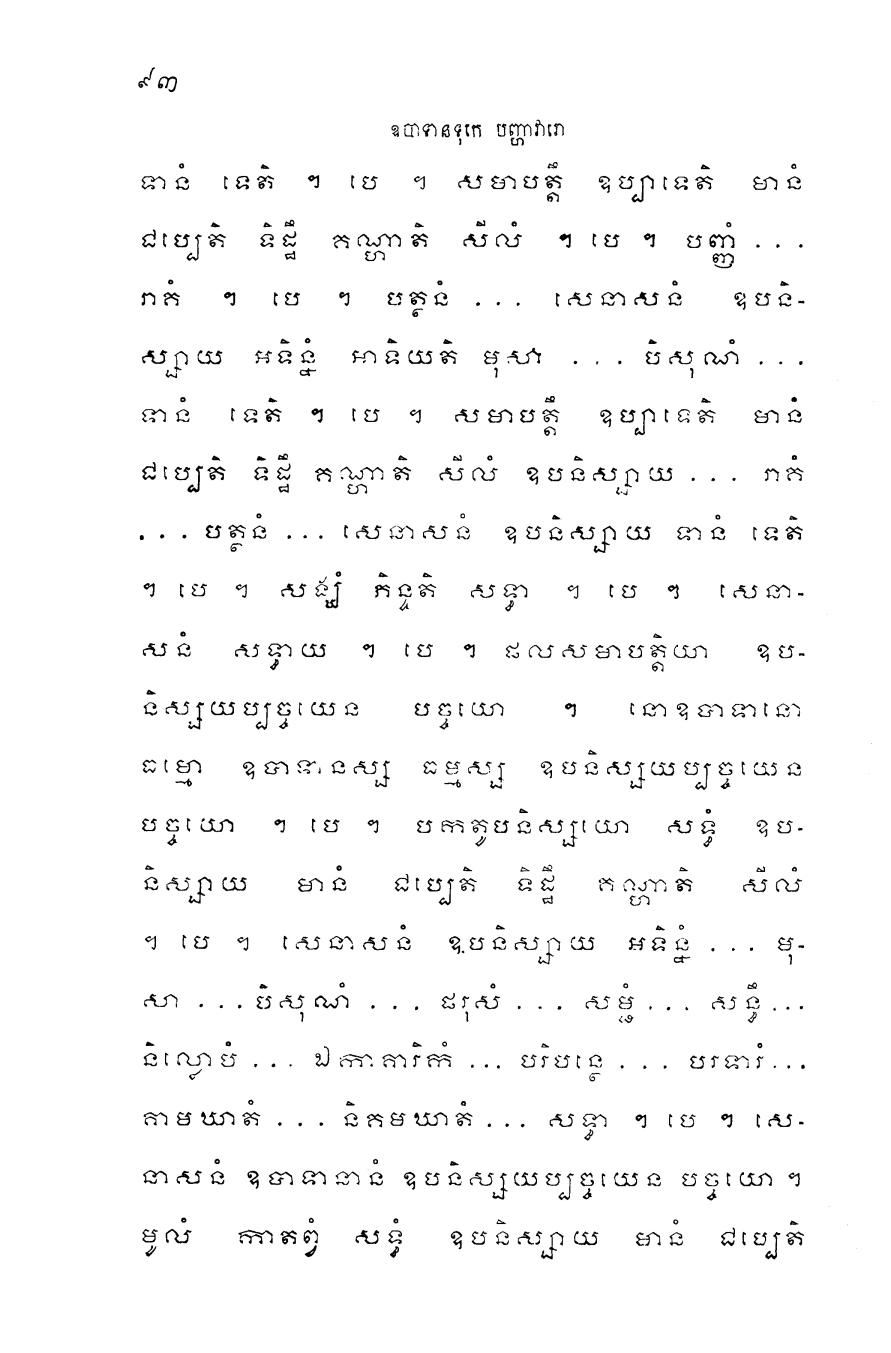 ៩៣
ឧបាទានទុកេ បញ្ហាវារោ
ទានំ ទេតិ ។ បេ ។ សមាបត្តឹ ឧប្បាទេតិ មានំ
ជប្បេតិ ទិដ្ឋឹ គណ្ហាតិ សីលំ ។ បេ ។ បញ្ញំ ...
រាគំ ។ បេ ។ បត្ថនំ ... សេនាសនំ ឧបនិ-
ស្សាយ អទិន្នំ អាទិយតិ មុសា ... បិសុណំ ...
ទានំ ទេតិ ។ បេ ។ សមាបត្តឹ ឧប្បាទេតិ មានំ
ជប្បេតិ ទិដ្ឋឹ គណ្ហាតិ សីលំ ឧបនិស្សាយ ... រាគំ
... បត្ថនំ ... សេនាសនំ ឧបនិស្សាយ ទានំ ទេតិ
។ បេ ។ សង្ឃំ ភិន្ទតិ សទ្ធា ។ បេ ។ សេនា-
សនំ សទ្ធាយ ។ បេ ។ ផលសមាបត្តិយា ឧប-
និស្សយប្បច្ចយេន បច្ចយោ ។ នោឧបាទានោ
ធម្មោ ឧបាទានស្ស ធម្មស្ស ឧបនិស្សយប្បច្ចយេន
បច្ចយោ ។ បេ ។ បកតូបនិស្សយោ សទ្ធំ ឧប-
និស្សាយ មានំ ជប្បេតិ ទិដ្ឋឹ គណ្ហាតិ សីលំ
។ បេ ។ សេនាសនំ ឧបនិស្សាយ អទិន្នំ ... មុ-
សា ... បិសុណំ ... ផរុសំ ... សម្ផំ ... សន្ធឹ ...
និល្លោបំ ... ឯកាគារិកំ ... បរិបន្ថេ ... បរទារំ ...
គាមឃាតំ ... និគមឃាតំ ... សទ្ធា ។ បេ ។ សេ-
នាសនំ ឧបាទានានំ ឧបនិស្សយប្បច្ចយេន បច្ចយោ ។
មូលំ កាតព្វំ សទ្ធំ ឧបនិស្សាយ មានំ ជប្បេតិ